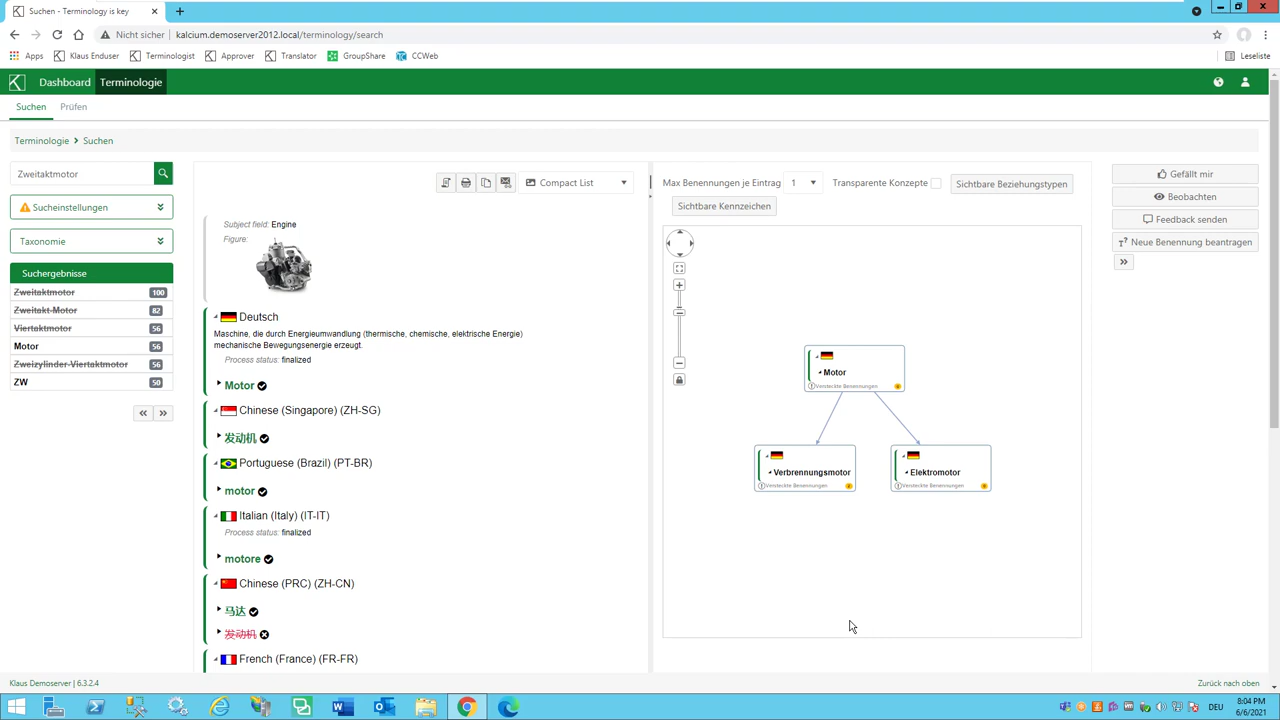 Suchen - Terminology is key
Nicht sicher | kalcium.demoserver2012.local/terminology/search
Apps Klaus Enduser Terminologist Approver Translator GroupShare CCWeb Leseliste
Dashboard Terminologie
Suchen Prüfen
Terminologie > Suchen
Zweitaktmotor
Sucheinstellungen
Taxonomie
Suchergebnisse
Zweitaktmotor 100
Zweitakt-Motor 82
Viertaktmotor 56
Motor 56
Zweizylinder-Viertaktmotor 56
ZW 50
Compact List
Subject field: Engine
Figure:
Deutsch
Maschine, die durch Energieumwandlung (thermische, chemische, elektrische Energie)
mechanische Bewegungsenergie erzeugt.
Process status: finalized
Motor
Chinese (Singapore) (ZH-SG)
发动机
Portuguese (Brazil) (PT-BR)
motor
Italian (Italy) (IT-IT)
Process status: finalized
motore
Chinese (PRC) (ZH-CN)
马达
发动机
French (France) (FR-FR)
Max Benennungen je Eintrag 1 Transparente Konzepte Sichtbare Beziehungstypen
Sichtbare Kennzeichen
Motor
Versteckte Benennungen
Verbrennungsmotor
Versteckte Benennungen
Elektromotor
Versteckte Benennungen
Gefällt mir
Beobachten
Feedback senden
Neue Benennung beantragen
Klaus Demoserver | 6.3.2.4
Zurück nach oben
DEU
8:04 PM
6/6/2021